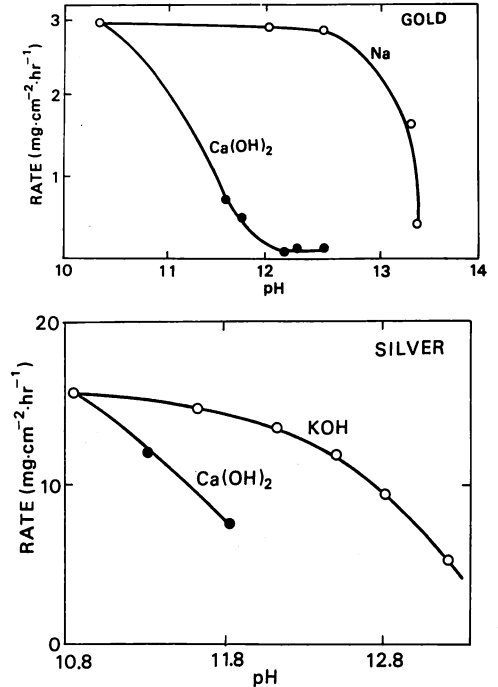 GOLD
3
2
1
RATE (mg·cm⁻²·hr⁻¹)
Na
Ca(OH)₂
10 11 12 13 14
pH
SILVER
20
10
0
RATE (mg·cm⁻²·hr⁻¹)
KOH
Ca(OH)₂
10.8 11.8 12.8
pH